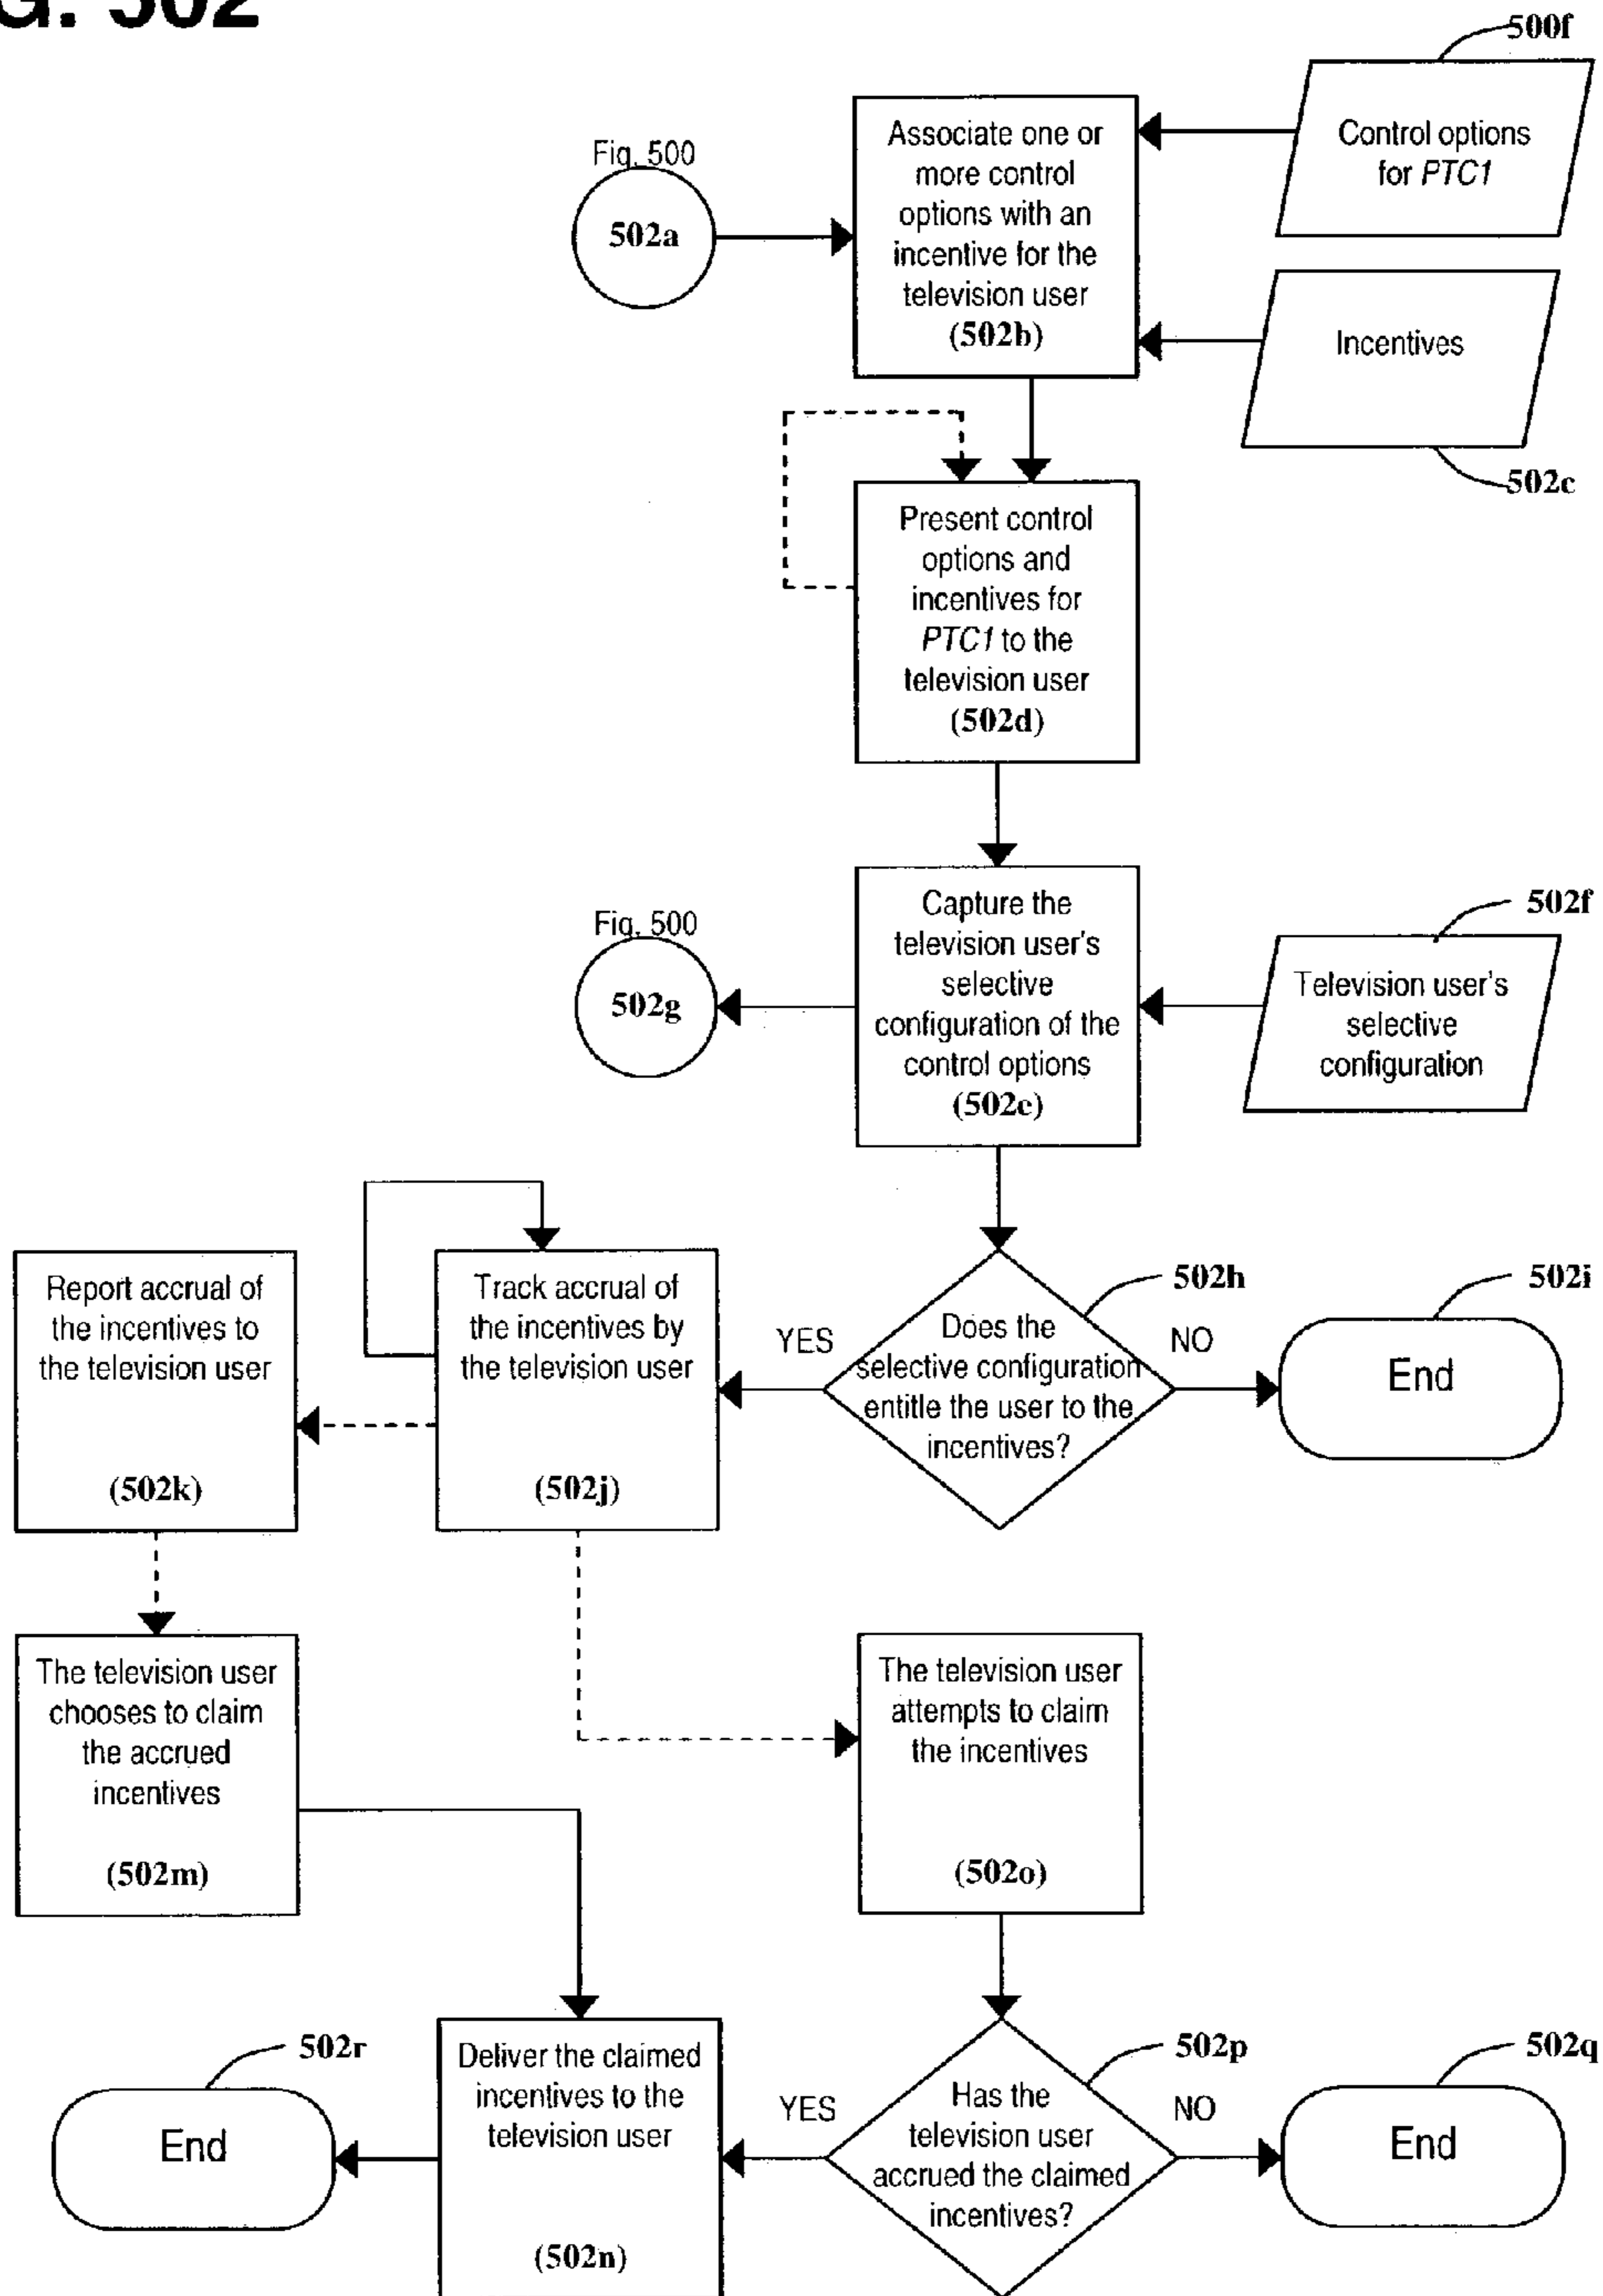 G. 502
500f
Control options
for PTC1
Fig. 500
502a
Associate one or
more control
options with an
incentive for the
television user
(502b)
Incentives
502c
Present control
options and
incentives for
PTC1 to the
television user
(502d)
Capture the
television user's
selective
configuration of the
control options
(502e)
Fig. 500
502g
502f
Television user's
selective
configuration
Report accrual of
the incentives to
the television user
(502k)
Track accrual of
the incentives by
the television user
(502j)
YES
502h
Does the
selective configuration
entitle the user to the
incentives?
NO
502i
End
The television user
chooses to claim
the accrued
incentives
(502m)
The television user
attempts to claim
the incentives
(502o)
502r
End
Deliver the claimed
incentives to the
television user
(502n)
YES
502p
Has the
television user
accrued the claimed
incentives?
NO
502q
End